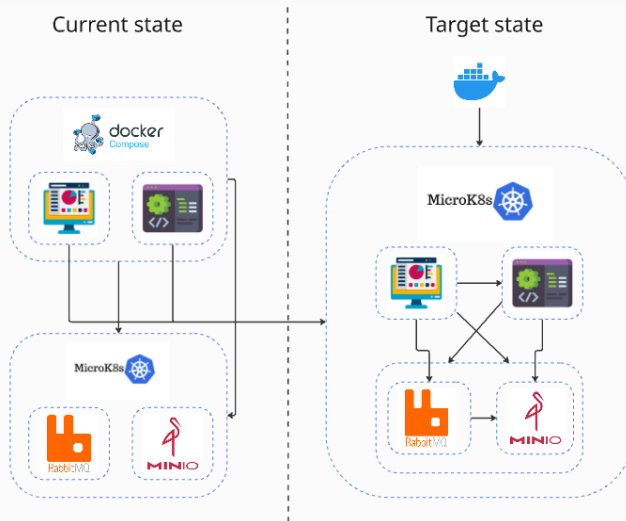 Current state
Target state
docker
Compose
MicroK8s
RabbitMQ
MINIO
MicroK8s
RabbitMQ
MINIO